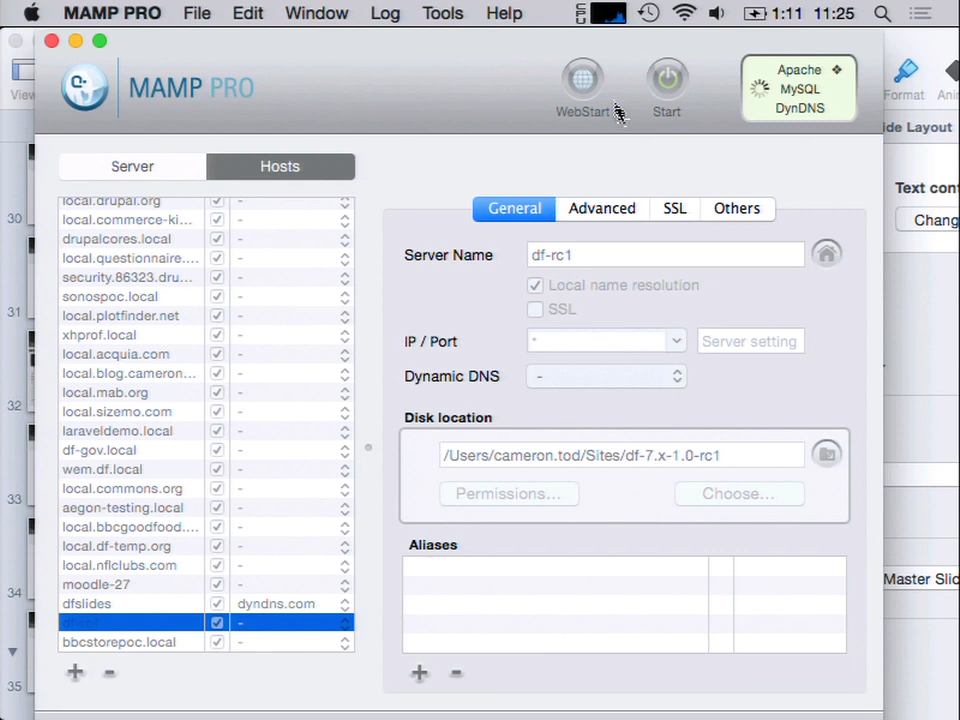 MAMP PRO File Edit Window Log Tools Help CPU 1:11 11:25
View
Format
MAMP PRO
WebStart
Start
Apache
MySQL
DynDNS
ide Layout
Server
Hosts
General
Advanced
SSL
Others
Text con
Chang
Master Slid
30
31
32
33
34
35
local.drupal.org -
local.commerce-ki... -
drupalcores.local -
local.questionnaire.... -
security.86323.dru... -
sonospoc.local -
local.plotfinder.net -
xhprof.local -
local.acquia.com -
local.blog.cameron... -
local.mab.org -
local.sizemo.com -
laraveldemo.local -
df-gov.local -
wem.df.local -
local.commons.org -
aegon-testing.local -
local.bbcgoodfood.... -
local.df-temp.org -
local.nflclubs.com -
moodle-27 -
dfslides dyndns.com
df-rc1 -
bbcstorepoc.local -
+ -
Server Name df-rc1
Local name resolution
SSL
IP / Port * Server setting
Dynamic DNS -
Disk location
/Users/cameron.tod/Sites/df-7.x-1.0-rc1
Permissions...
Choose...
Aliases
+ -